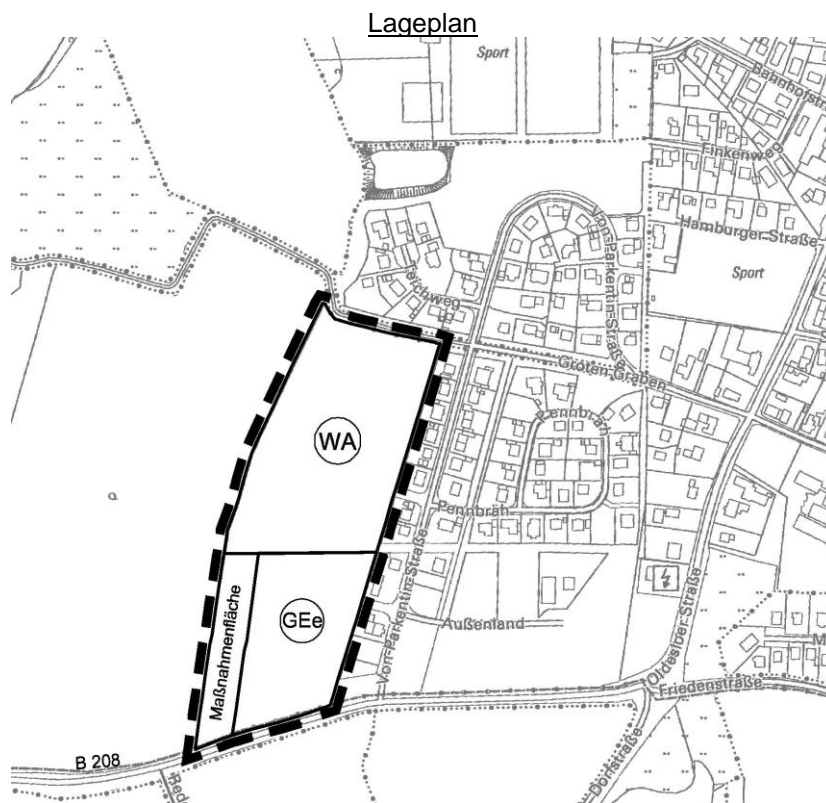 Lageplan
Sport
Bahnhofstr
Finkenweg
Hamburger Straße
Sport
Von-Parkentin-Straße
Groten Graben
WA
Pennbräh
Pennbräh
GEe
Maßnahmenfläche
Von-Parkentin-Straße
Außenland
Oldesloer Straße
Friedenstraße
Dorfstraße
B 208